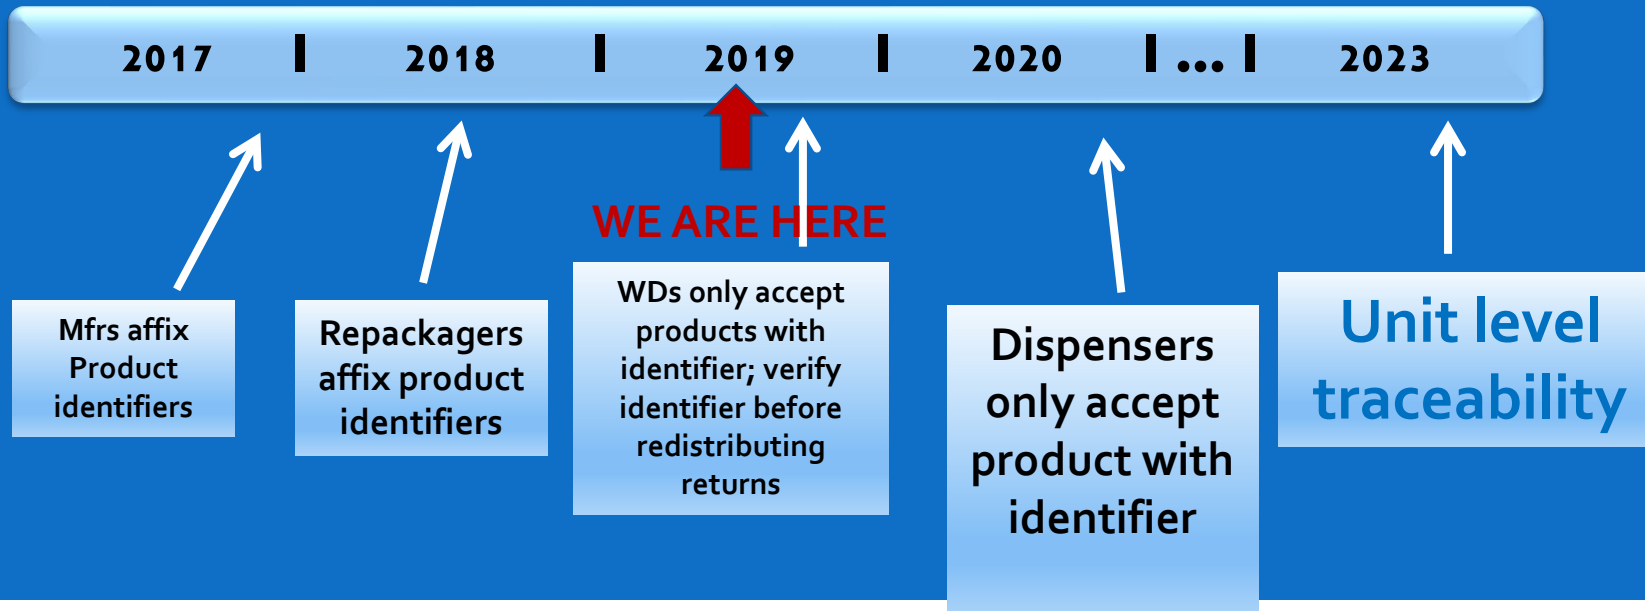 2017 | 2018 | 2019 | 2020 | ... | 2023
WE ARE HERE
Mfrs affix
Product
identifiers
Repackagers
affix product
identifiers
WDs only accept
products with
identifier; verify
identifier before
redistributing
returns
Dispensers
only accept
product with
identifier
Unit level
traceability